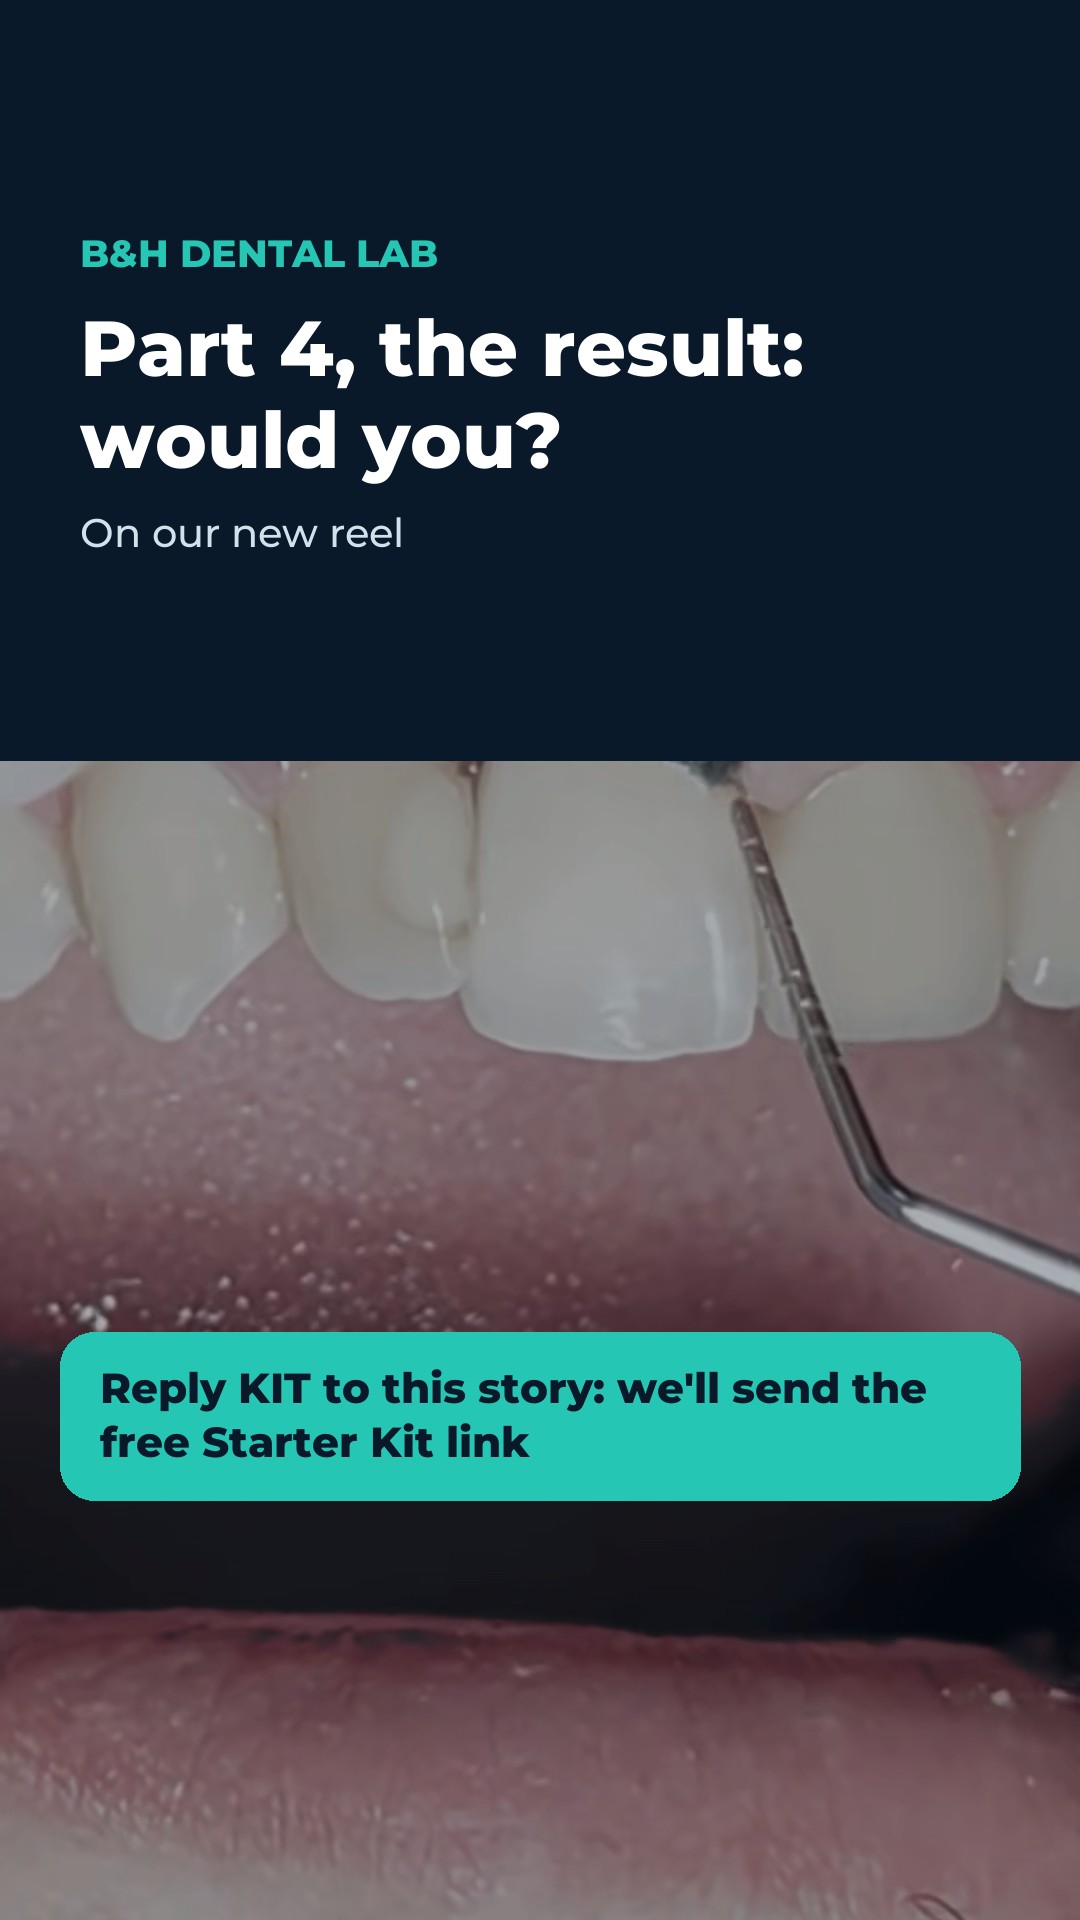 B&H DENTAL LAB
Part 4, the result:
would you?
On our new reel
Reply KIT to this story: we'll send the
free Starter Kit link